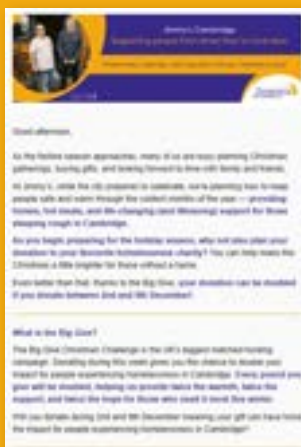 Jimmy's Cambridge
Good afternoon,
As the festive season approaches, many of us are busy planning Christmas
gatherings, buying gifts, and looking forward to time with family and friends.
At Jimmy's, while the city prepares to celebrate, we're planning how to keep
people safe and warm through the coldest months of the year — providing
homes, hot meals, and life-changing (and lifesaving) support for those
sleeping rough in Cambridge.
As you begin preparing for the holiday season, why not also plan your
donation to your favourite homelessness charity? You can help make this
Christmas a little brighter for those without a home.
Even better than that, thanks to the Big Give, your donation can be doubled
if you donate between 2nd and 9th December!
What is the Big Give?
The Big Give Christmas Challenge is the UK's biggest matched funding
campaign. Donating during this week gives you the chance to double your
impact for people experiencing homelessness in Cambridge. Every pound you
give will be doubled, helping us provide twice the warmth, twice the
support, and twice the hope for those who need it most this winter.
Will you donate during 2nd and 9th December meaning your gift can have twice
the impact for people experiencing homelessness in Cambridge?